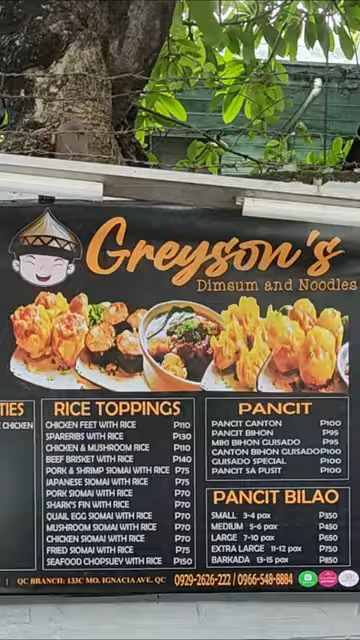 Greyson's
Dimsum and Noodles
TIES
CHICKEN
RICE TOPPINGS
CHICKEN FEET WITH RICE P110
SPARERIBS WITH RICE P130
CHICKEN & MUSHROOM RICE P110
BEEF BRISKET WITH RICE P140
PORK & SHRIMP SIOMAI WITH RICE P75
JAPANESE SIOMAI WITH RICE P75
PORK SIOMAI WITH RICE P70
SHARK'S FIN WITH RICE P70
QUAIL EGG SIOMAI WITH RICE P70
MUSHROOM SIOMAI WITH RICE P70
CHICKEN SIOMAI WITH RICE P70
FRIED SIOMAI WITH RICE P75
SEAFOOD CHOPSUEY WITH RICE P150
PANCIT
PANCIT CANTON P100
PANCIT BIHON P95
MIKI BIHON GUISADO P95
CANTON BIHON GUISADO P100
GUISADO SPECIAL P100
PANCIT SA PUSIT P100
PANCIT BILAO
SMALL 3-4 pax P350
MEDIUM 5-6 pax P450
LARGE 7-10 pax P650
EXTRA LARGE 11-12 pax P750
BARKADA 13-15 pax P850
| QC BRANCH: 133C MO. IGNACIA AVE. QC 0929-2626-222 / 0966-548-8884